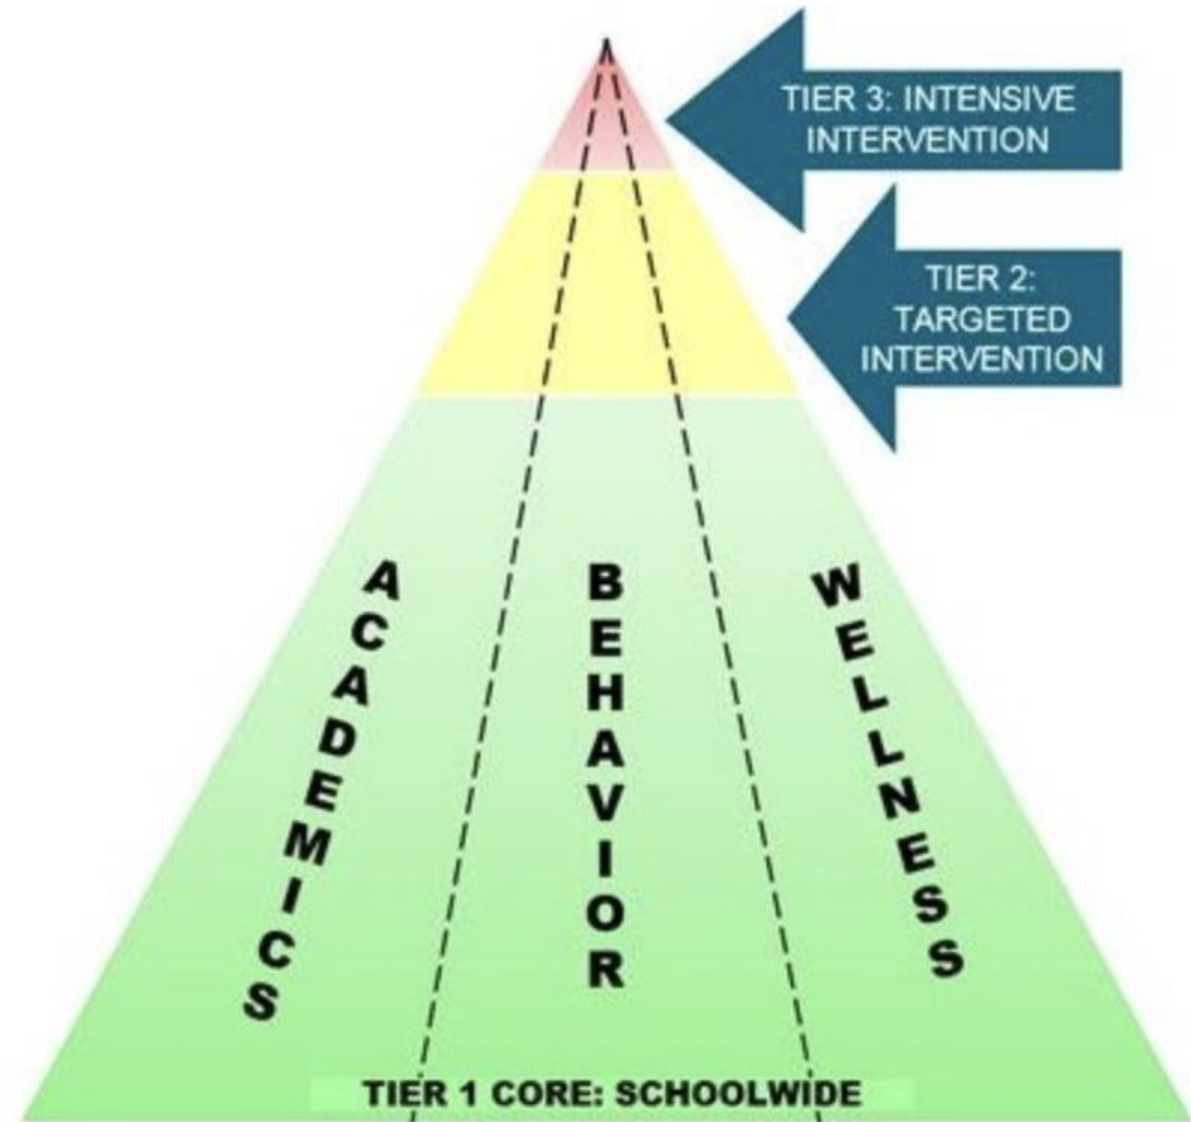 TIER 3: INTENSIVE
INTERVENTION
TIER 2:
TARGETED
INTERVENTION
ACADEMICS
BEHAVIOR
WELLNESS
TIER 1 CORE: SCHOOLWIDE